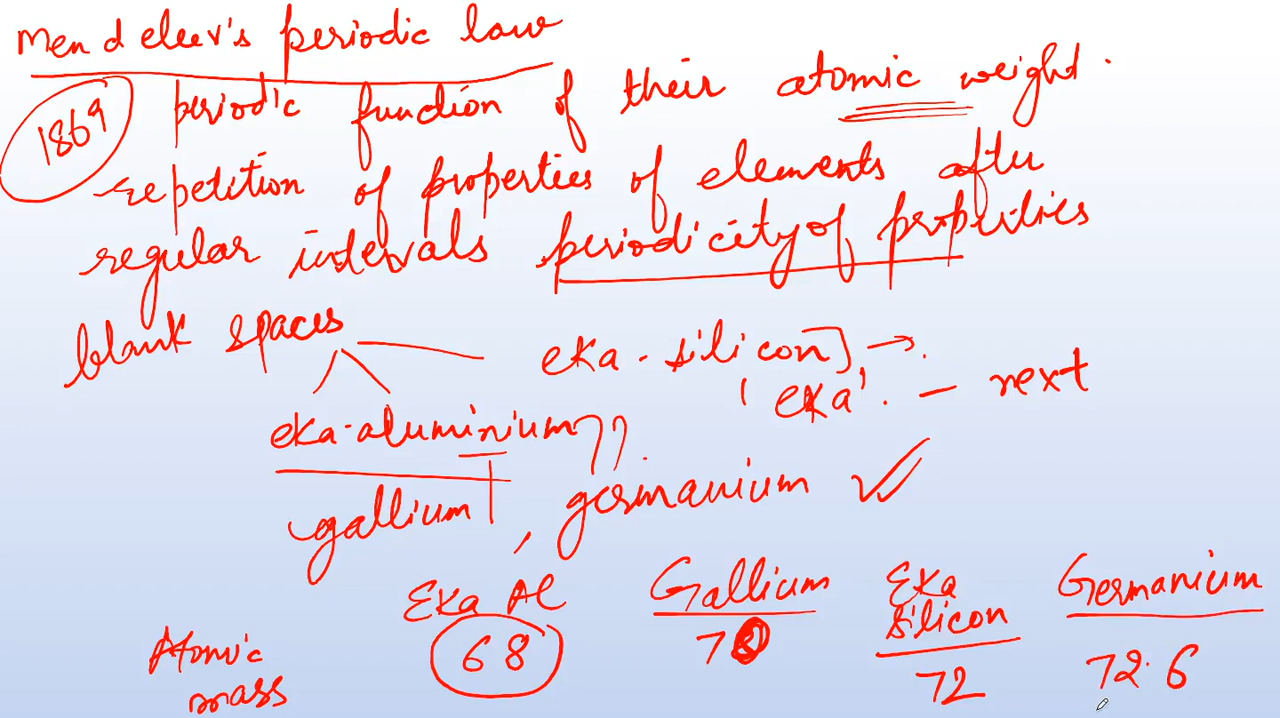 Mendeleev's periodic law
1869 periodic function of their atomic weight.
repetition of properties of elements after
regular intervals periodicity of properties
blank spaces
eka-silicon] →
'eka' - next
eka-aluminium
gallium, germanium ✓
Eka Al Gallium Eka silicon Germanium
Atomic mass 68 7 72 72.6